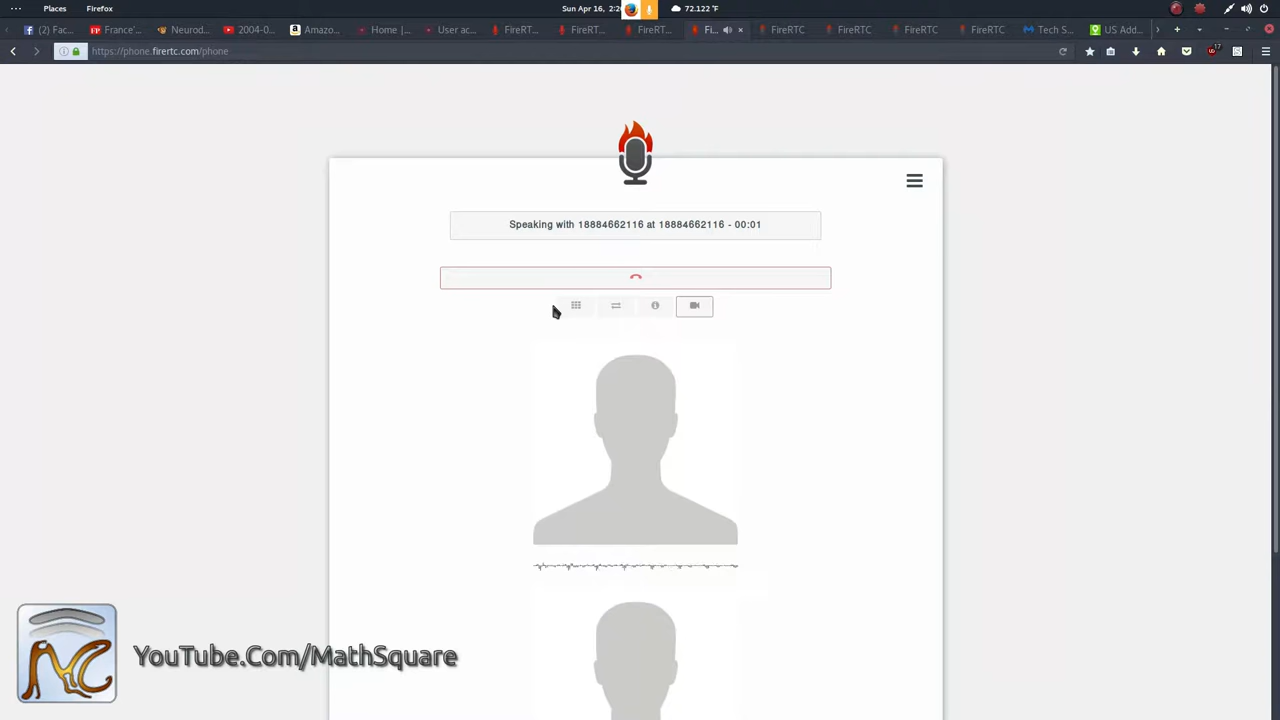 Places
Firefox
Sun Apr 16, 2:2
72.122 °F
(2) Fac...
France'...
Neurod...
2004-0...
Amazo...
Home |...
User ac...
FireRT...
FireRT...
FireRT...
Fi...
FireRTC
FireRTC
FireRTC
FireRTC
Tech S...
US Add...
https://phone.firertc.com/phone
17
Speaking with 18884662116 at 18884662116 - 00:01
YouTube.Com/MathSquare